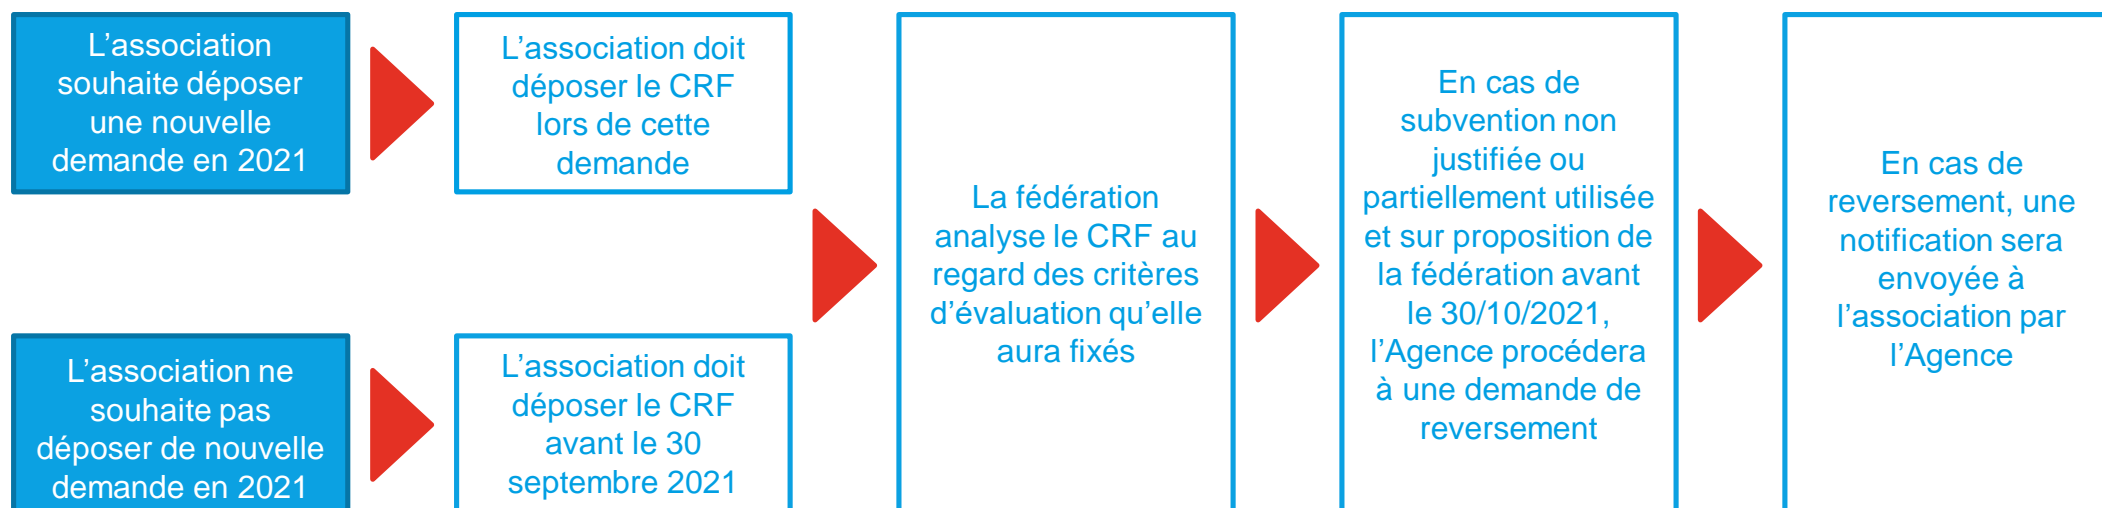 L’association
souhaite déposer
une nouvelle
demande en 2021
L’association doit
déposer le CRF
lors de cette
demande
L’association ne
souhaite pas
déposer de nouvelle
demande en 2021
L’association doit
déposer le CRF
avant le 30
septembre 2021
La fédération
analyse le CRF au
regard des critères
d’évaluation qu’elle
aura fixés
En cas de
subvention non
justifiée ou
partiellement utilisée
et sur proposition de
la fédération avant
le 30/10/2021,
l’Agence procédera
à une demande de
reversement
En cas de
reversement, une
notification sera
envoyée à
l’association par
l’Agence